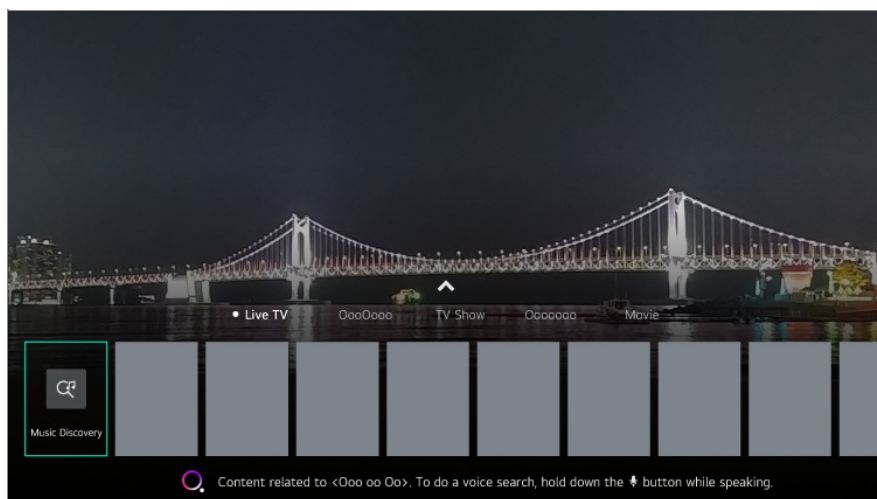 Live TV
OooOooo
TV Show
Ooooooo
Movie
Music Discovery
Content related to <Ooo oo Oo>. To do a voice search, hold down the button while speaking.